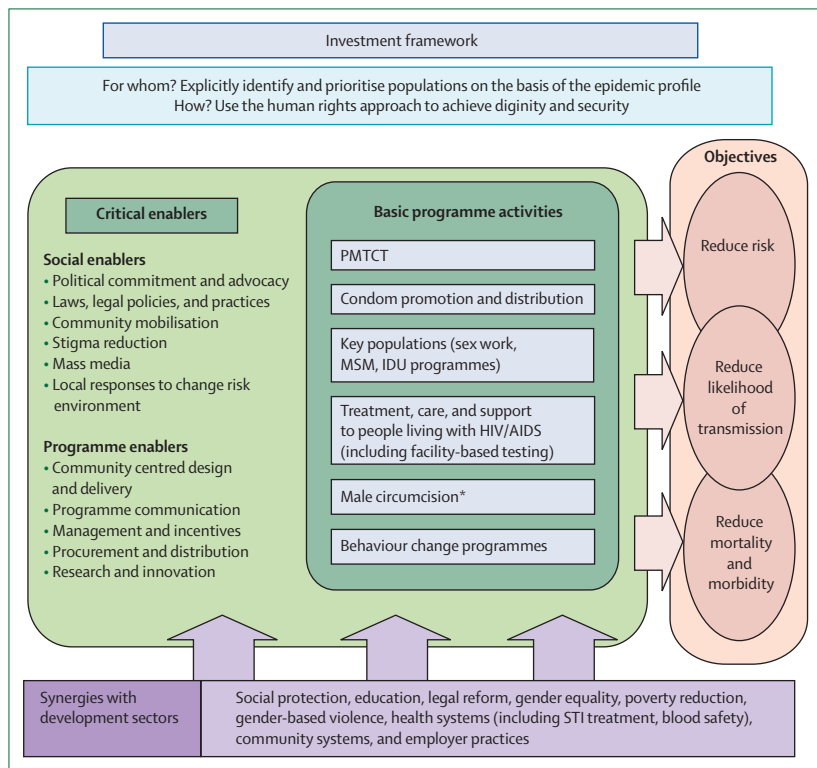 Investment framework
For whom? Explicitly identify and prioritise populations on the basis of the epidemic profile
How? Use the human rights approach to achieve diginity and security
Critical enablers
Social enablers
• Political commitment and advocacy
• Laws, legal policies, and practices
• Community mobilisation
• Stigma reduction
• Mass media
• Local responses to change risk
environment
Programme enablers
• Community centred design
and delivery
• Programme communication
• Management and incentives
• Procurement and distribution
• Research and innovation
Basic programme activities
PMTCT
Condom promotion and distribution
Key populations (sex work,
MSM, IDU programmes)
Treatment, care, and support
to people living with HIV/AIDS
(including facility-based testing)
Male circumcision*
Behaviour change programmes
Objectives
Reduce risk
Reduce
likelihood
of
transmission
Reduce
mortality
and
morbidity
Synergies with
development sectors
Social protection, education, legal reform, gender equality, poverty reduction,
gender-based violence, health systems (including STI treatment, blood safety),
community systems, and employer practices